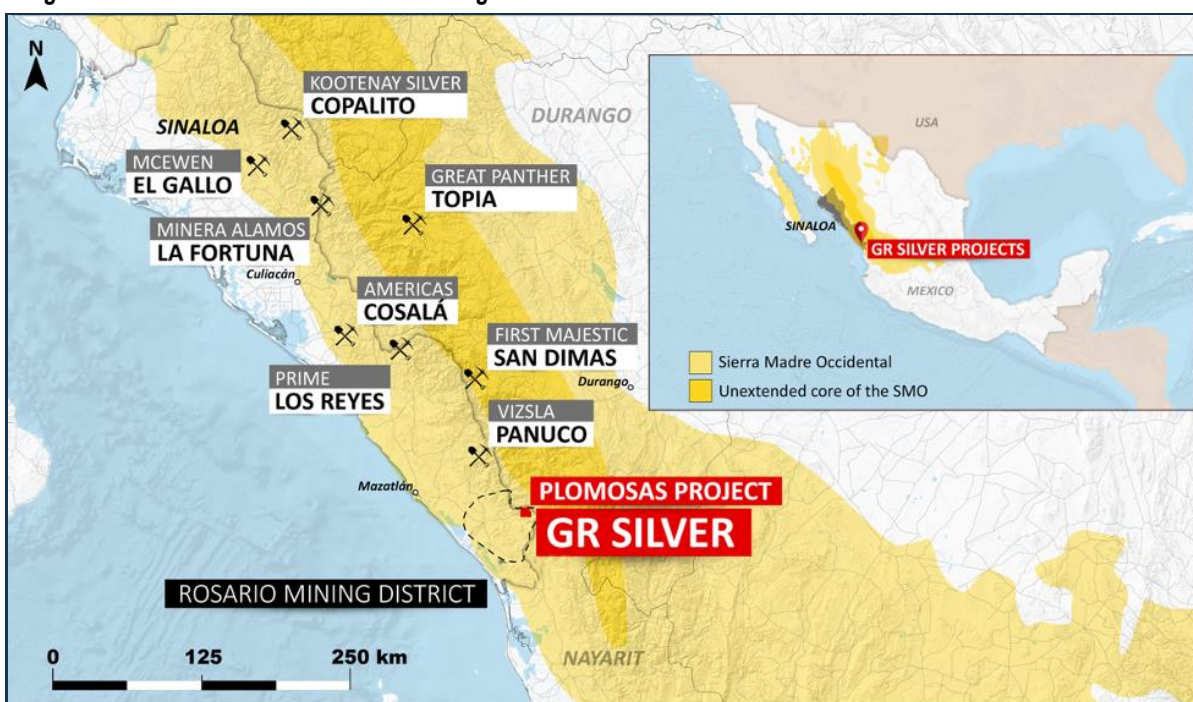 N
KOOTENAY SILVER
COPALITO
DURANGO
SINALOA
MCEWEN
EL GALLO
GREAT PANTHER
TOPIA
MINERA ALAMOS
LA FORTUNA
Culiacán
AMERICAS
COSALÁ
FIRST MAJESTIC
SAN DIMAS
Durango
PRIME
LOS REYES
VIZSLA
PANUCO
Mazatlán
PLOMOSAS PROJECT
GR SILVER
ROSARIO MINING DISTRICT
NAYARIT
0 125 250 km
USA
SINALOA
GR SILVER PROJECTS
MEXICO
Sierra Madre Occidental
Unextended core of the SMO